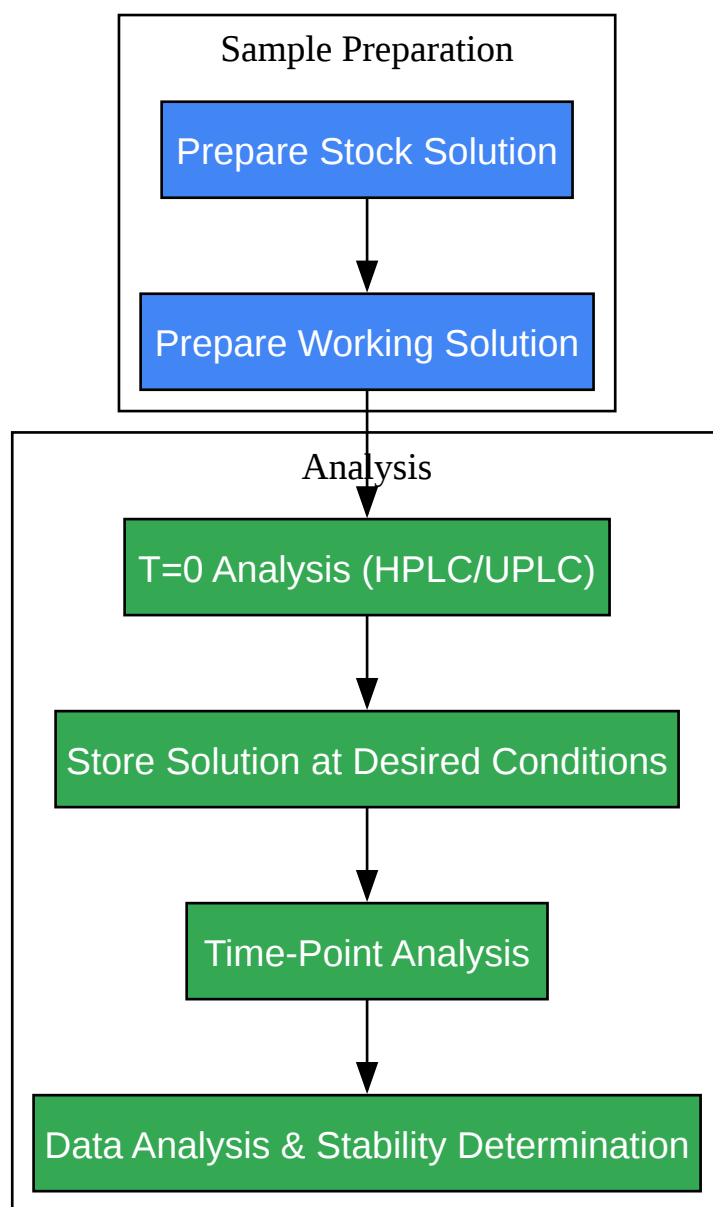 Sample Preparation
Prepare Stock Solution
Prepare Working Solution
Analysis
T=0 Analysis (HPLC/UPLC)
Store Solution at Desired Conditions
Time-Point Analysis
Data Analysis & Stability Determination